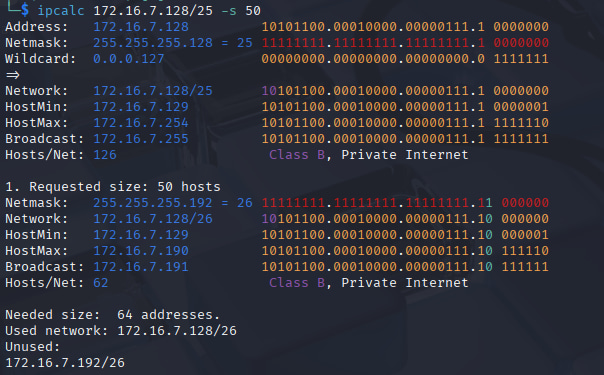 └─$ ipcalc 172.16.7.128/25 -s 50
Address:   172.16.7.128         10101100.00010000.00000111.1 0000000
Netmask:   255.255.255.128 = 25 11111111.11111111.11111111.1 0000000
Wildcard:  0.0.0.127            00000000.00000000.00000000.0 1111111
=>
Network:   172.16.7.128/25      10101100.00010000.00000111.1 0000000
HostMin:   172.16.7.129         10101100.00010000.00000111.1 0000001
HostMax:   172.16.7.254         10101100.00010000.00000111.1 1111110
Broadcast: 172.16.7.255         10101100.00010000.00000111.1 1111111
Hosts/Net: 126                   Class B, Private Internet

1. Requested size: 50 hosts
Netmask:   255.255.255.192 = 26 11111111.11111111.11111111.11 000000
Network:   172.16.7.128/26      10101100.00010000.00000111.10 000000
HostMin:   172.16.7.129         10101100.00010000.00000111.10 000001
HostMax:   172.16.7.190         10101100.00010000.00000111.10 111110
Broadcast: 172.16.7.191         10101100.00010000.00000111.10 111111
Hosts/Net: 62                    Class B, Private Internet

Needed size:  64 addresses.
Used network: 172.16.7.128/26
Unused:
172.16.7.192/26